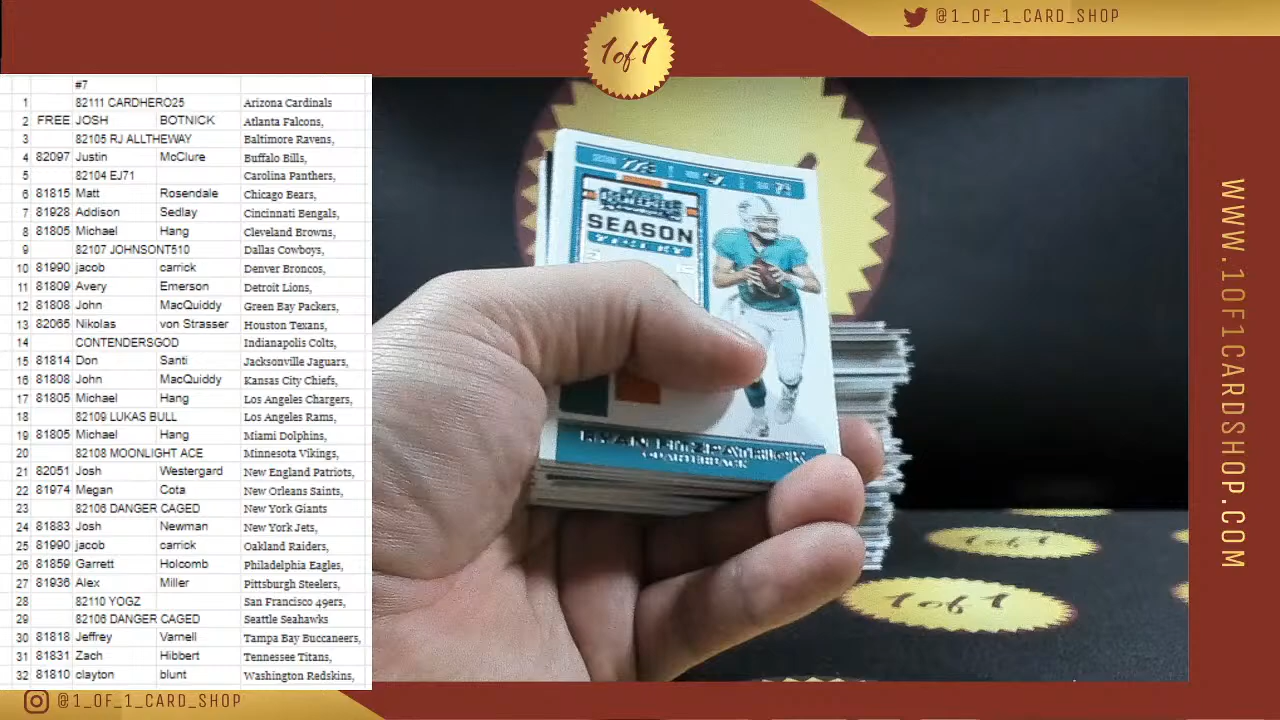 @1_OF_1_CARD_SHOP
1of1
#7
1 82111 CARDHERO25 Arizona Cardinals
2 FREE JOSH BOTNICK Atlanta Falcons,
3 82105 RJ ALLTHEWAY Baltimore Ravens,
4 82097 Justin McClure Buffalo Bills,
5 82104 EJ71 Carolina Panthers,
6 81815 Matt Rosendale Chicago Bears,
7 81928 Addison Sedlay Cincinnati Bengals,
8 81805 Michael Hang Cleveland Browns,
9 82107 JOHNSONT510 Dallas Cowboys,
10 81990 jacob carrick Denver Broncos,
11 81809 Avery Emerson Detroit Lions,
12 81808 John MacQuiddy Green Bay Packers,
13 82065 Nikolas von Strasser Houston Texans,
14 CONTENDERSGOD Indianapolis Colts,
15 81814 Don Santi Jacksonville Jaguars,
16 81808 John MacQuiddy Kansas City Chiefs,
17 81805 Michael Hang Los Angeles Chargers,
18 82109 LUKAS BULL Los Angeles Rams,
19 81805 Michael Hang Miami Dolphins,
20 82108 MOONLIGHT ACE Minnesota Vikings,
21 82051 Josh Westergard New England Patriots,
22 81974 Megan Cota New Orleans Saints,
23 82106 DANGER CAGED New York Giants
24 81883 Josh Newman New York Jets,
25 81990 jacob carrick Oakland Raiders,
26 81859 Garrett Holcomb Philadelphia Eagles,
27 81936 Alex Miller Pittsburgh Steelers,
28 82110 YOGZ San Francisco 49ers,
29 82106 DANGER CAGED Seattle Seahawks
30 81818 Jeffrey Varnell Tampa Bay Buccaneers,
31 81831 Zach Hibbert Tennessee Titans,
32 81810 clayton blunt Washington Redskins,
SEASON
TICKET
RYAN FITZPATRICK
QUARTERBACK
1of1
1of1
WWW.1OF1CARDSHOP.COM
@1_OF_1_CARD_SHOP